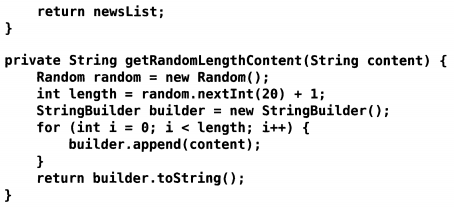 return newsList;
}

private String getRandomLengthContent(String content) {
    Random random = new Random();
    int length = random.nextInt(20) + 1;
    StringBuilder builder = new StringBuilder();
    for (int i = 0; i < length; i++) {
        builder.append(content);
    }
    return builder.toString();
}